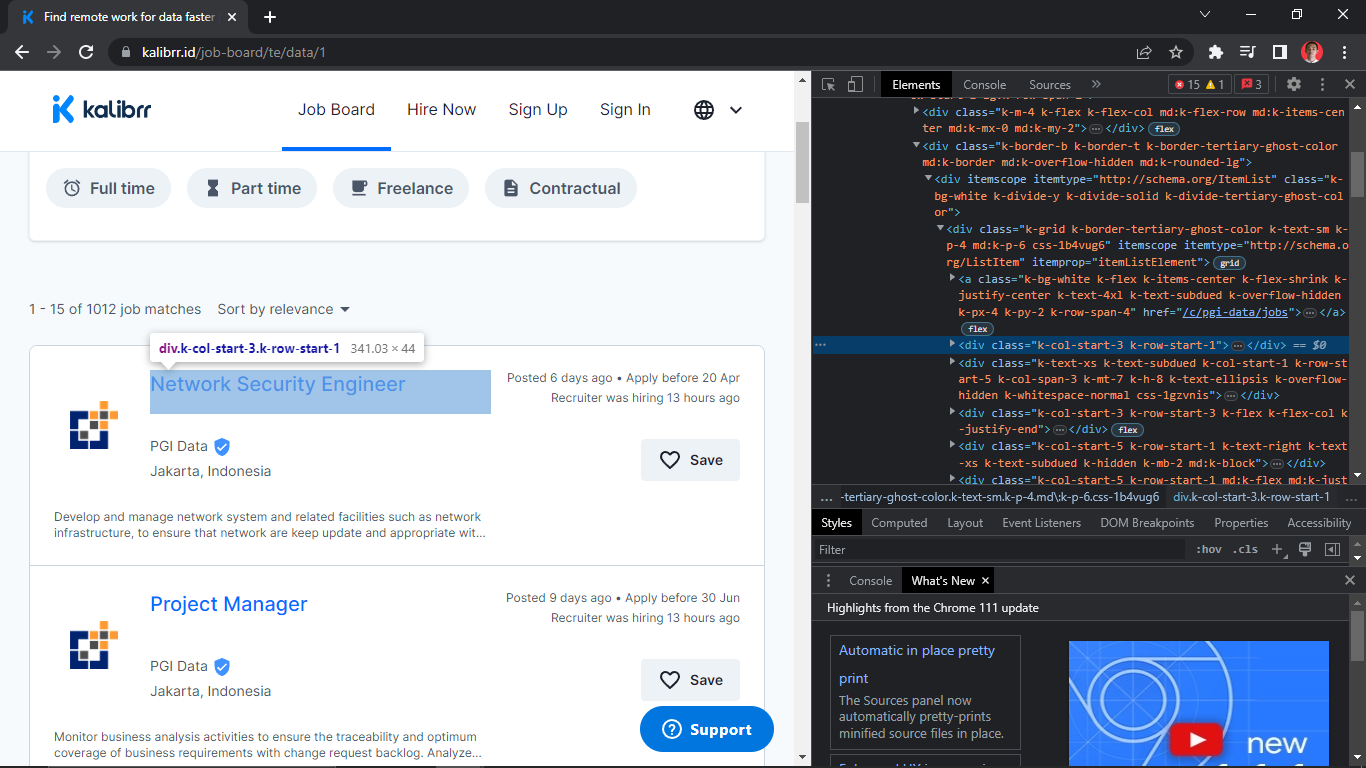 Find remote work for data faster
kalibrr.id/job-board/te/data/1
kalibrr
Job Board
Hire Now
Sign Up
Sign In
Full time
Part time
Freelance
Contractual
1 - 15 of 1012 job matches
Sort by relevance
div.k-col-start-3.k-row-start-1 341.03 × 44
Network Security Engineer
Posted 6 days ago • Apply before 20 Apr
Recruiter was hiring 13 hours ago
PGI Data
Jakarta, Indonesia
Save
Develop and manage network system and related facilities such as network
infrastructure, to ensure that network are keep update and appropriate wit...
Project Manager
Posted 9 days ago • Apply before 30 Jun
Recruiter was hiring 13 hours ago
PGI Data
Jakarta, Indonesia
Save
Support
Monitor business analysis activities to ensure the traceability and optimum
coverage of business requirements with change request backlog. Analyze...
Elements
Console
Sources
15
1
3
<div class="k-m-4 k-flex k-flex-col md:k-flex-row md:k-items-cen
ter md:k-mx-0 md:k-my-2">…</div> flex
<div class="k-border-b k-border-t k-border-tertiary-ghost-color
md:k-border md:k-overflow-hidden md:k-rounded-lg">
<div itemscope itemtype="http://schema.org/ItemList" class="k-
bg-white k-divide-y k-divide-solid k-divide-tertiary-ghost-col
or">
<div class="k-grid k-border-tertiary-ghost-color k-text-sm k-
p-4 md:k-p-6 css-1b4vug6" itemscope itemtype="http://schema.o
rg/ListItem" itemprop="itemListElement"> grid
<a class="k-bg-white k-flex k-items-center k-flex-shrink k-
justify-center k-text-4xl k-text-subdued k-overflow-hidden
k-px-4 k-py-2 k-row-span-4" href="/c/pgi-data/jobs">…</a>
flex
<div class="k-col-start-3 k-row-start-1">…</div> == $0
<div class="k-text-xs k-text-subdued k-col-start-1 k-row-st
art-5 k-col-span-3 k-mt-7 k-h-8 k-text-ellipsis k-overflow-
hidden k-whitespace-normal css-1gzvnis">…</div>
<div class="k-col-start-3 k-row-start-3 k-flex k-flex-col k
-justify-end">…</div> flex
<div class="k-col-start-5 k-row-start-1 k-text-right k-text
-xs k-text-subdued k-hidden k-mb-2 md:k-block">…</div>
<div class="k-col-start-5 k-row-start-1 md:k-flex md:k-just
... -tertiary-ghost-color.k-text-sm.k-p-4.md\:k-p-6.css-1b4vug6 div.k-col-start-3.k-row-start-1 ...
Styles
Computed
Layout
Event Listeners
DOM Breakpoints
Properties
Accessibility
Filter
:hov .cls
Console
What's New
Highlights from the Chrome 111 update
Automatic in place pretty
print
The Sources panel now
automatically pretty-prints
minified source files in place.
new